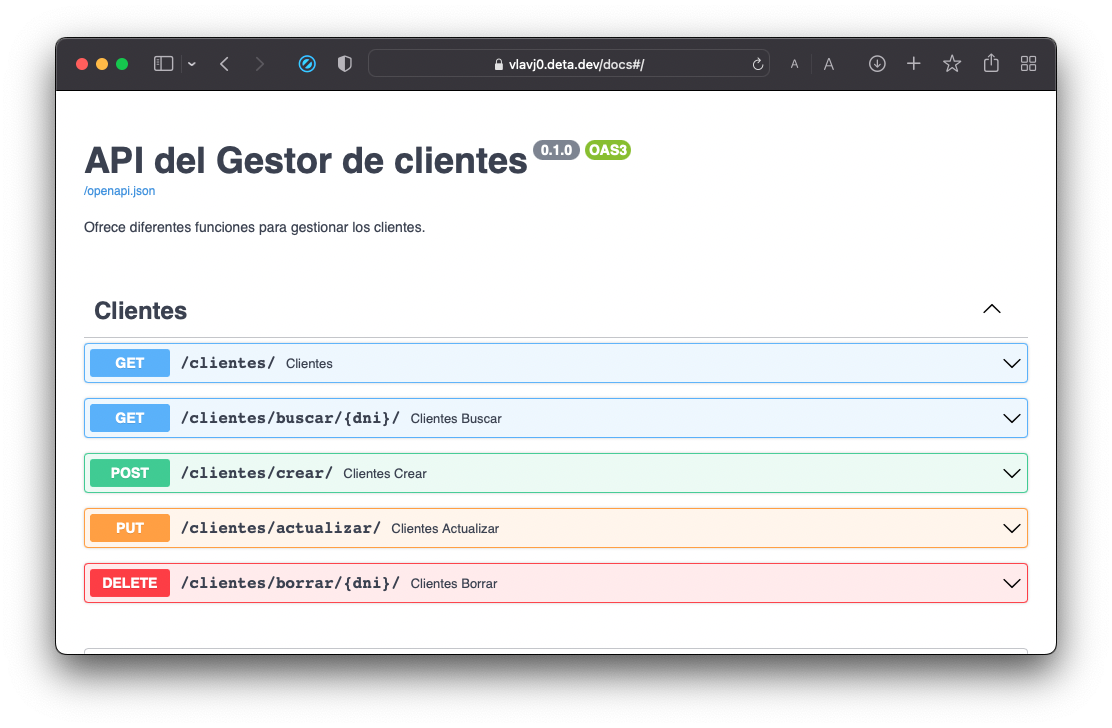 vlavj0.deta.dev/docs#/
A A
API del Gestor de clientes 0.1.0 OAS3
/openapi.json
Ofrece diferentes funciones para gestionar los clientes.
Clientes
GET /clientes/ Clientes
GET /clientes/buscar/{dni}/ Clientes Buscar
POST /clientes/crear/ Clientes Crear
PUT /clientes/actualizar/ Clientes Actualizar
DELETE /clientes/borrar/{dni}/ Clientes Borrar